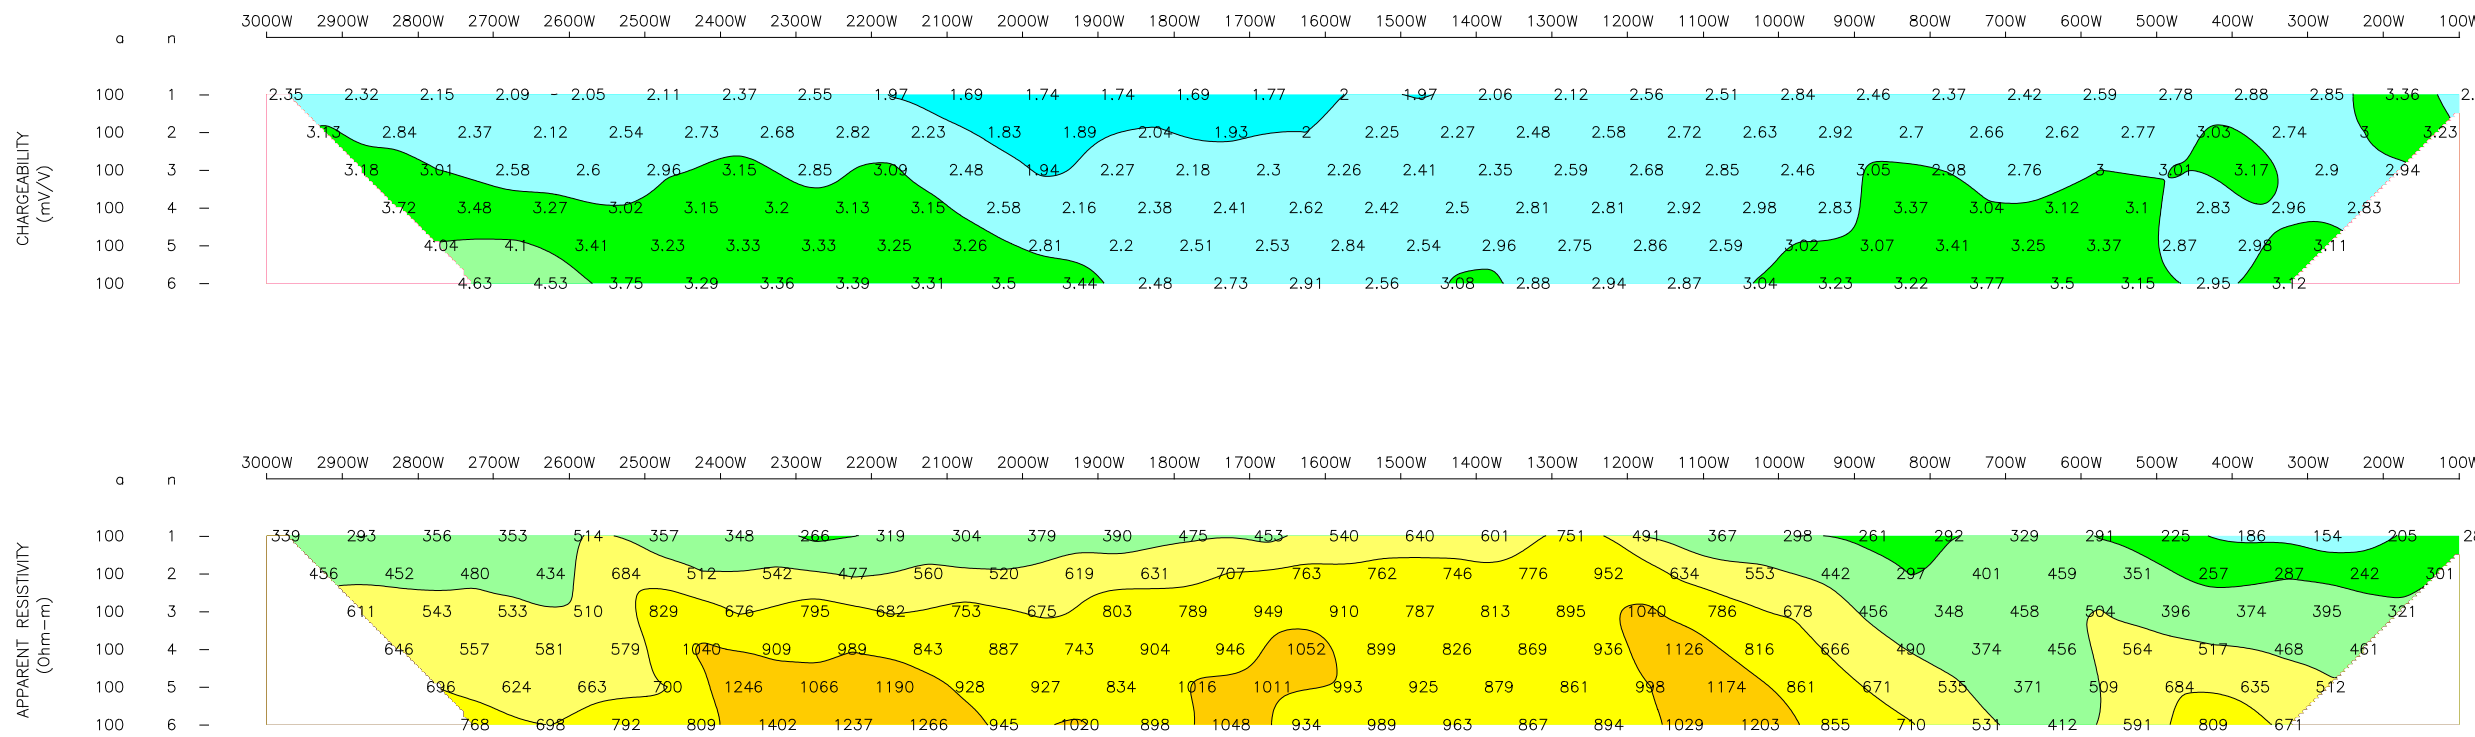 3000W 2900W 2800W 2700W 2600W 2500W 2400W 2300W 2200W 2100W 2000W 1900W 1800W 1700W 1600W 1500W 1400W 1300W 1200W 1100W 1000W 900W 800W 700W 600W 500W 400W 300W 200W 100W
a n
100 1 – 2.35 2.32 2.15 2.09 - 2.05 2.11 2.37 2.55 1.97 1.69 1.74 1.74 1.69 1.77 2 1.97 2.06 2.12 2.56 2.51 2.84 2.46 2.37 2.42 2.59 2.78 2.88 2.85 3.36 2.
100 2 – 3.13 2.84 2.37 2.12 2.54 2.73 2.68 2.82 2.23 1.83 1.89 2.04 1.93 2 2.25 2.27 2.48 2.58 2.72 2.63 2.92 2.7 2.66 2.62 2.77 3.03 2.74 3 3.23
CHARGEABILITY
(mV/V)
100 3 – 3.18 3.01 2.58 2.6 2.96 3.15 2.85 3.09 2.48 1.94 2.27 2.18 2.3 2.26 2.41 2.35 2.59 2.68 2.85 2.46 3.05 2.98 2.76 3 3.01 3.17 2.9 2.94
100 4 – 3.72 3.48 3.27 3.02 3.15 3.2 3.13 3.15 2.58 2.16 2.38 2.41 2.62 2.42 2.5 2.81 2.81 2.92 2.98 2.83 3.37 3.04 3.12 3.1 2.83 2.96 2.83
100 5 – 4.04 4.1 3.41 3.23 3.33 3.33 3.25 3.26 2.81 2.2 2.51 2.53 2.84 2.54 2.96 2.75 2.86 2.59 3.02 3.07 3.41 3.25 3.37 2.87 2.98 3.11
100 6 – 4.63 4.53 3.75 3.29 3.36 3.39 3.31 3.5 3.44 2.48 2.73 2.91 2.56 3.08 2.88 2.94 2.87 3.04 3.23 3.22 3.77 3.5 3.15 2.95 3.12
3000W 2900W 2800W 2700W 2600W 2500W 2400W 2300W 2200W 2100W 2000W 1900W 1800W 1700W 1600W 1500W 1400W 1300W 1200W 1100W 1000W 900W 800W 700W 600W 500W 400W 300W 200W 100W
a n
100 1 – 339 293 356 353 514 357 348 266 319 304 379 390 475 453 540 640 601 751 491 367 298 261 292 329 291 225 186 154 205 28
100 2 – 456 452 480 434 684 512 542 477 560 520 619 631 707 763 762 746 776 952 634 553 442 297 401 459 351 257 287 242 301
APPARENT RESISTIVITY
(Ohm-m)
100 3 – 611 543 533 510 829 676 795 682 753 675 803 789 949 910 787 813 895 1040 786 678 456 348 458 504 396 374 395 321
100 4 – 646 557 581 579 1040 909 989 843 887 743 904 946 1052 899 826 869 936 1126 816 666 490 374 456 564 517 468 461
100 5 – 696 624 663 700 1246 1066 1190 928 927 834 1016 1011 993 925 879 861 998 1174 861 671 535 371 509 684 635 512
100 6 – 768 698 792 809 1402 1237 1266 945 1020 898 1048 934 989 963 867 894 1029 1203 855 710 531 412 591 809 671